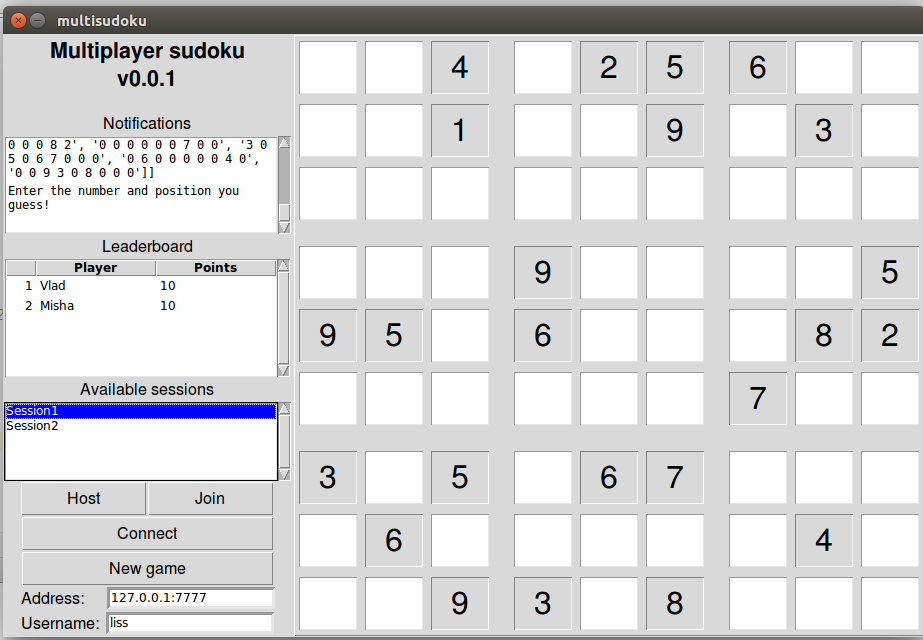 multisudoku
Multiplayer sudoku
v0.0.1
Notifications
0 0 0 8 2', '0 0 0 0 0 0 7 0 0', '3 0
5 0 6 7 0 0 0', '0 6 0 0 0 0 0 4 0',
'0 0 9 3 0 8 0 0 0']]
Enter the number and position you
guess!
Leaderboard
Player Points
1 Vlad 10
2 Misha 10
Available sessions
Session1
Session2
Host Join
Connect
New game
Address: 127.0.0.1:7777
Username: liss
4 2 5 6
1 9 3
9 5
9 5 6 8 2
7
3 5 6 7
6 4
9 3 8